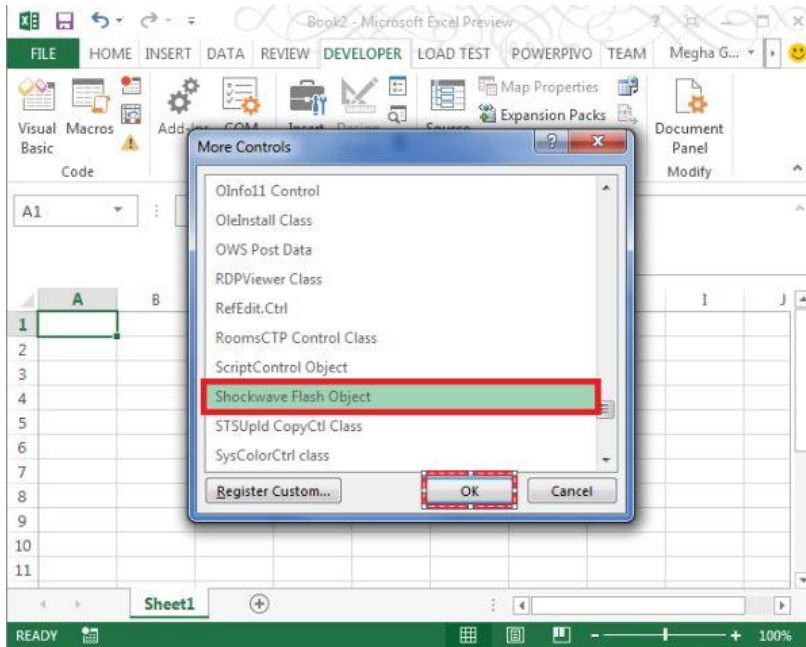 Book2 - Microsoft Excel Preview
FILE HOME INSERT DATA REVIEW DEVELOPER LOAD TEST POWERPIVO TEAM Megha G...
Visual Basic
Macros
Code
Map Properties
Expansion Packs
Document Panel
Modify
More Controls
A1
OInfo11 Control
OleInstall Class
OWS Post Data
RDPViewer Class
RefEdit.Ctrl
RoomsCTP Control Class
ScriptControl Object
Shockwave Flash Object
STSUpld CopyCtl Class
SysColorCtrl class
Register Custom... OK Cancel
A B I J
1
2
3
4
5
6
7
8
9
10
11
Sheet1
READY 100%